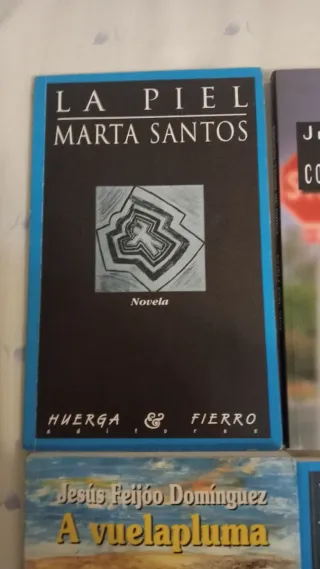 LA PIEL
MARTA SANTOS
Novela
HUERGA & FIERRO
editores
Jesús Feijóo Domínguez
A vuelapluma